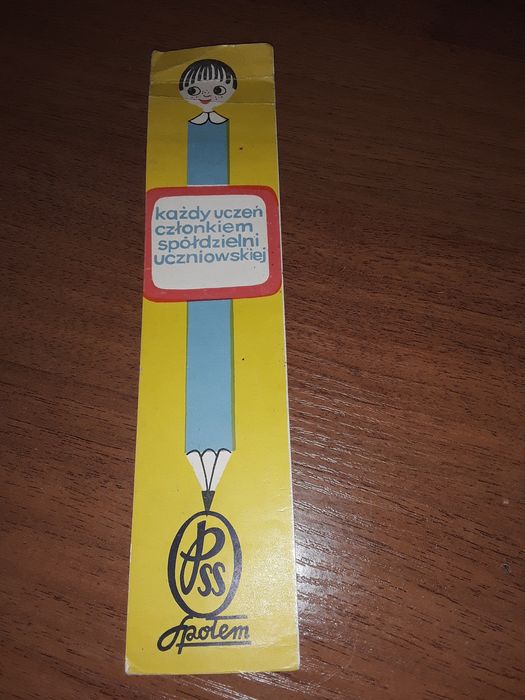 każdy uczeń
członkiem
spółdzielni
uczniowskiej
PSS
Społem